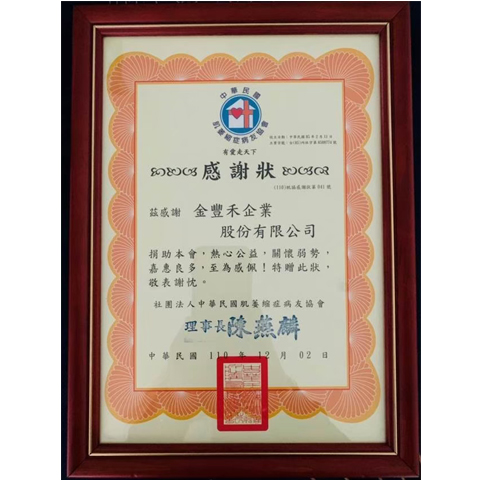 中華民國
肌萎縮症病友協會
有愛走天下
感謝狀
茲感謝 金豐禾企業
股份有限公司
捐助本會，熱心公益，關懷弱勢，
嘉惠良多，至為感佩！特贈此狀，
敬表謝忱。
社團法人中華民國肌萎縮症病友協會
理事長 陳燕麟
中華民國 110 年 12 月 02 日